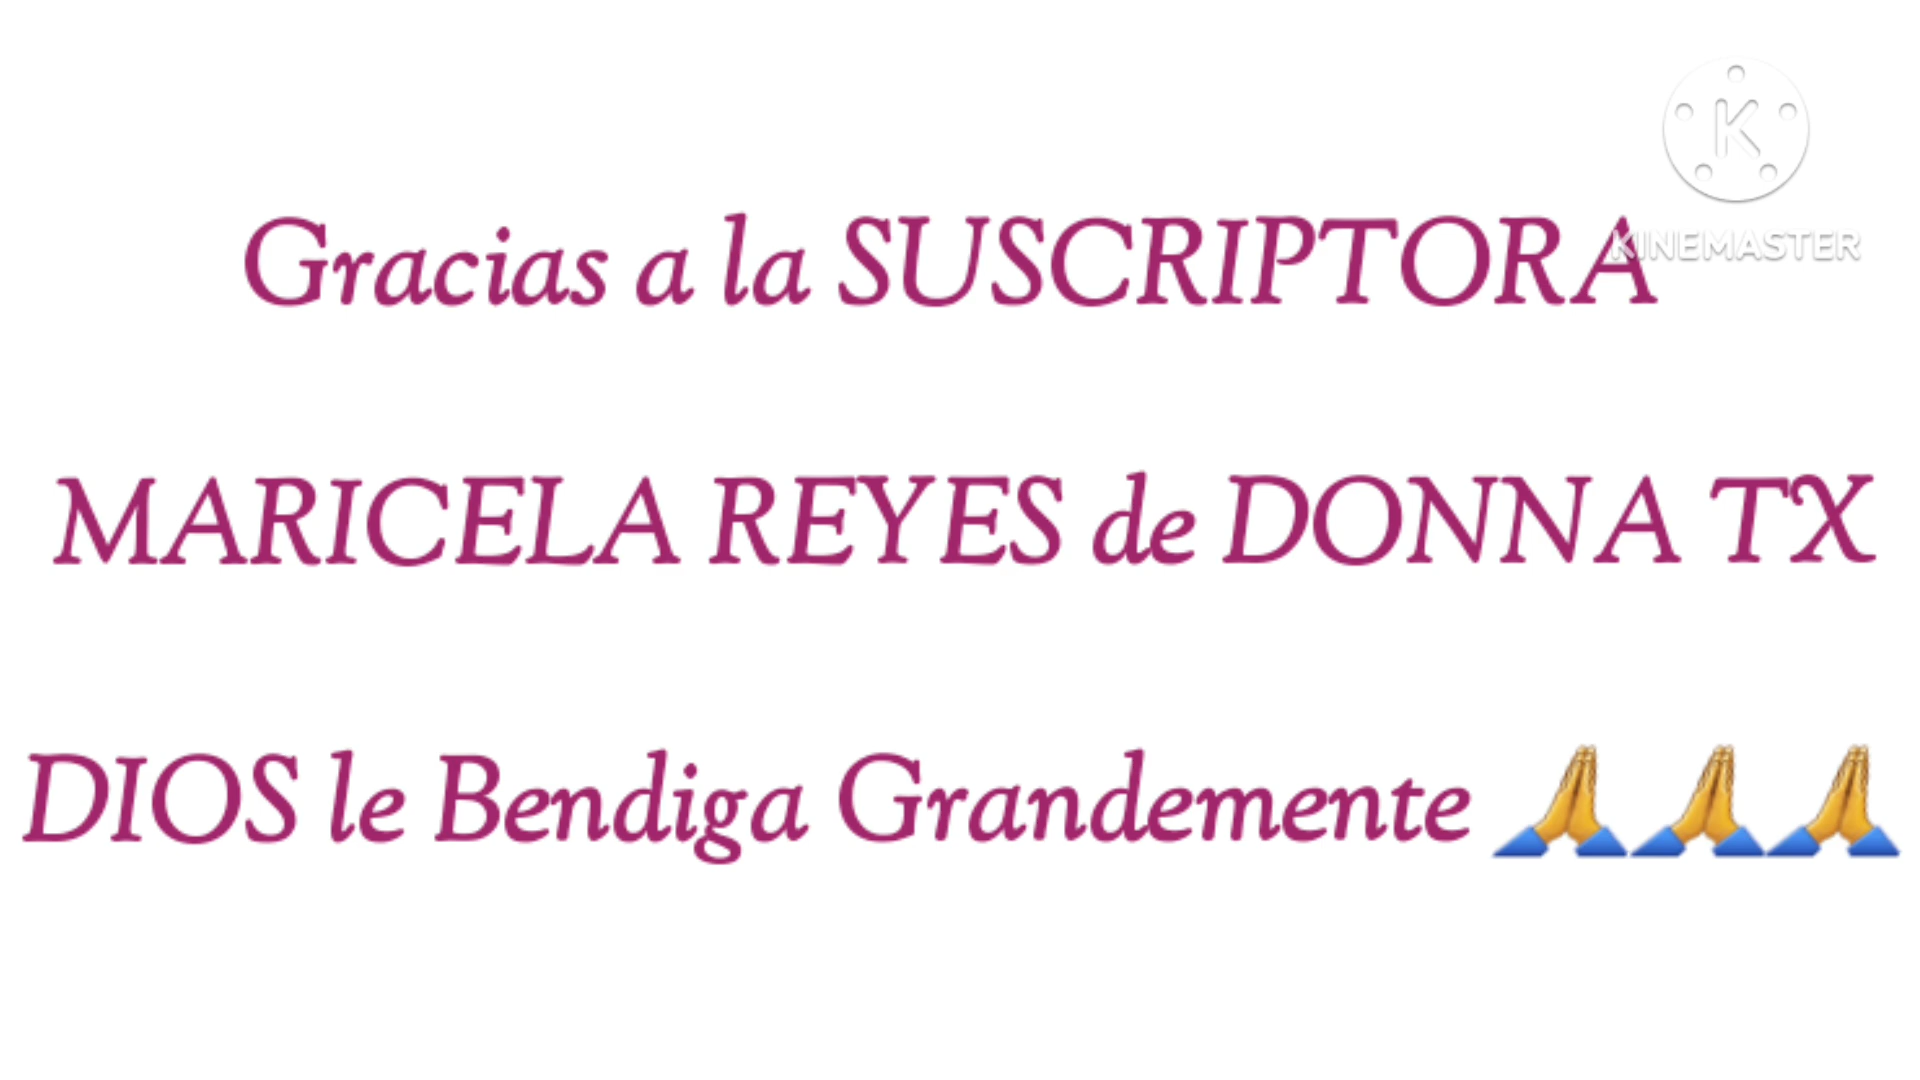 K
KINEMASTER
Gracias a la SUSCRIPTORA
MARICELA REYES de DONNA TX
DIOS le Bendiga Grandemente 🙏🙏🙏